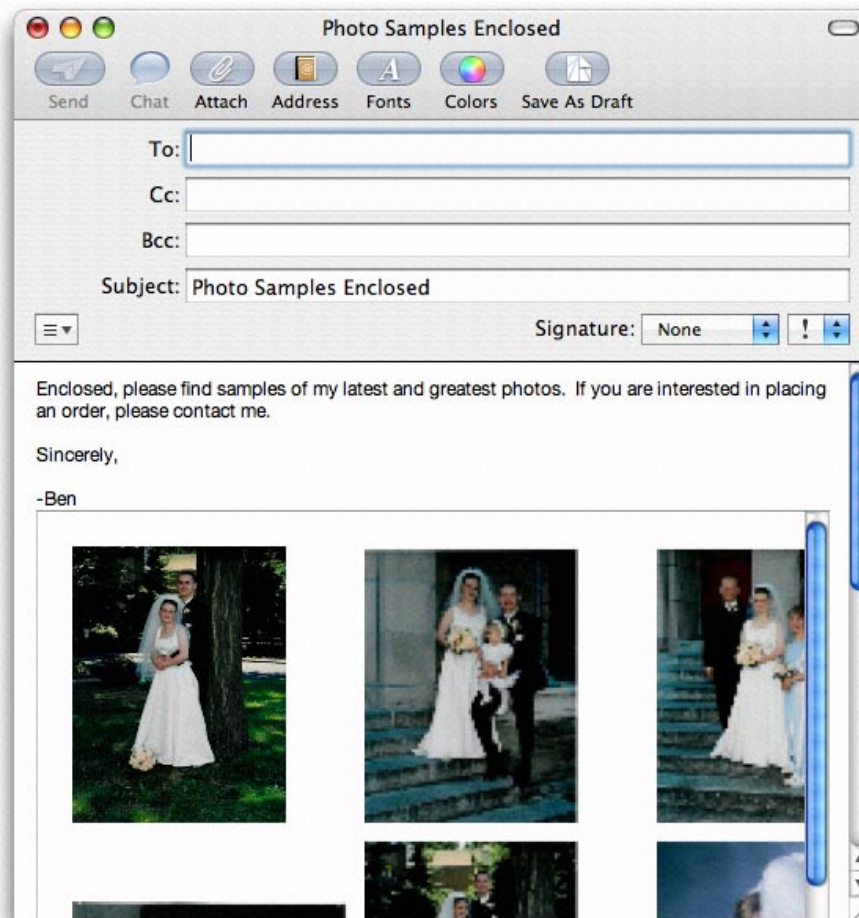 Photo Samples Enclosed
Send Chat Attach Address Fonts Colors Save As Draft
To:
Cc:
Bcc:
Subject: Photo Samples Enclosed
Signature: None !
Enclosed, please find samples of my latest and greatest photos. If you are interested in placing
an order, please contact me.
Sincerely,
-Ben